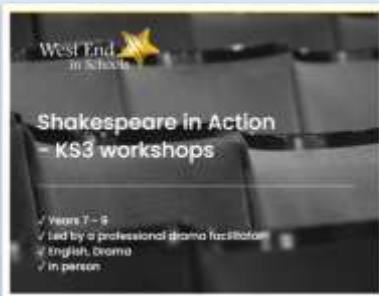 West End
in Schools
Shakespeare in Action
- KS3 workshops
√ Years 7 - 9
√ Led by a professional drama facilitator
√ English, Drama
√ In person